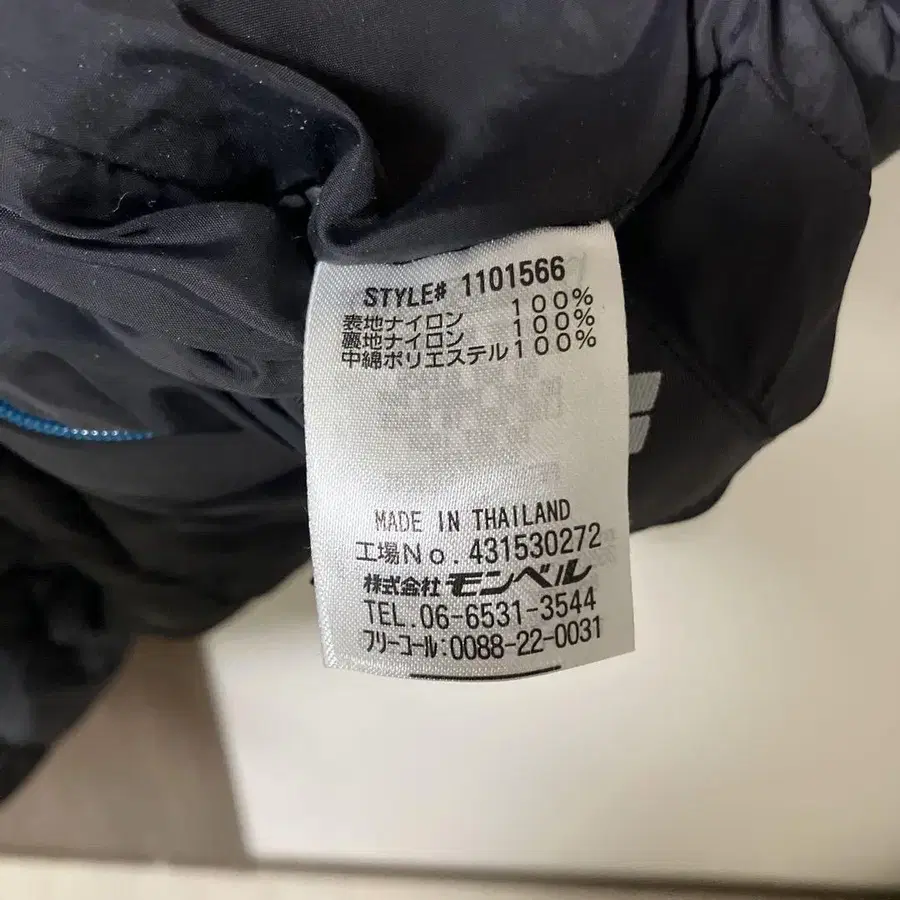 STYLE# 1101566
表地ナイロン 100%
裏地ナイロン 100%
中綿ポリエステル100%
MADE IN THAILAND
工場No. 431530272
株式会社モンベル
TEL.06-6531-3544
フリーコール:0088-22-0031